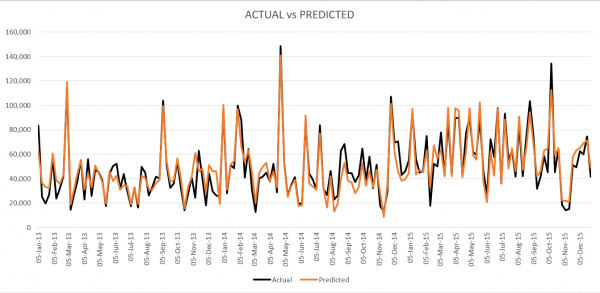 ACTUAL vs PREDICTED
160,000
140,000
120,000
100,000
80,000
60,000
40,000
20,000
0
05-Jan-13
05-Feb-13
05-Mar-13
05-Apr-13
05-May-13
05-Jun-13
05-Jul-13
05-Aug-13
05-Sep-13
05-Oct-13
05-Nov-13
05-Dec-13
05-Jan-14
05-Feb-14
05-Mar-14
05-Apr-14
05-May-14
05-Jun-14
05-Jul-14
05-Aug-14
05-Sep-14
05-Oct-14
05-Nov-14
05-Dec-14
05-Jan-15
05-Feb-15
05-Mar-15
05-Apr-15
05-May-15
05-Jun-15
05-Jul-15
05-Aug-15
05-Sep-15
05-Oct-15
05-Nov-15
05-Dec-15
Actual Predicted